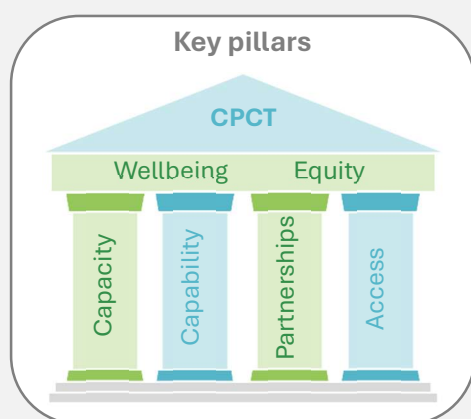 Key pillars
CPCT
Wellbeing Equity
Capacity
Capability
Partnerships
Access